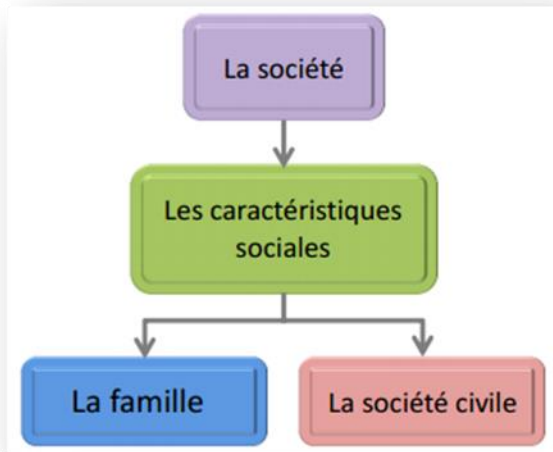 La société
Les caractéristiques
sociales
La famille
La société civile